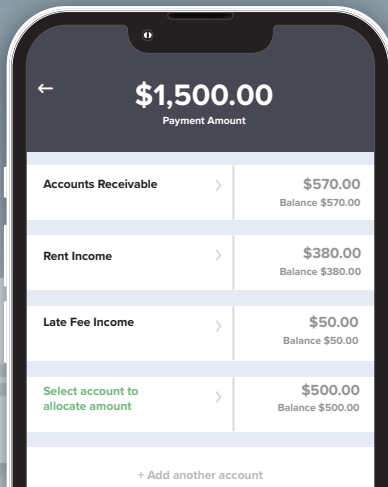 $1,500.00
Payment Amount
Accounts Receivable
$570.00
Balance $570.00
Rent Income
$380.00
Balance $380.00
Late Fee Income
$50.00
Balance $50.00
Select account to
allocate amount
$500.00
Balance $500.00
+ Add another account